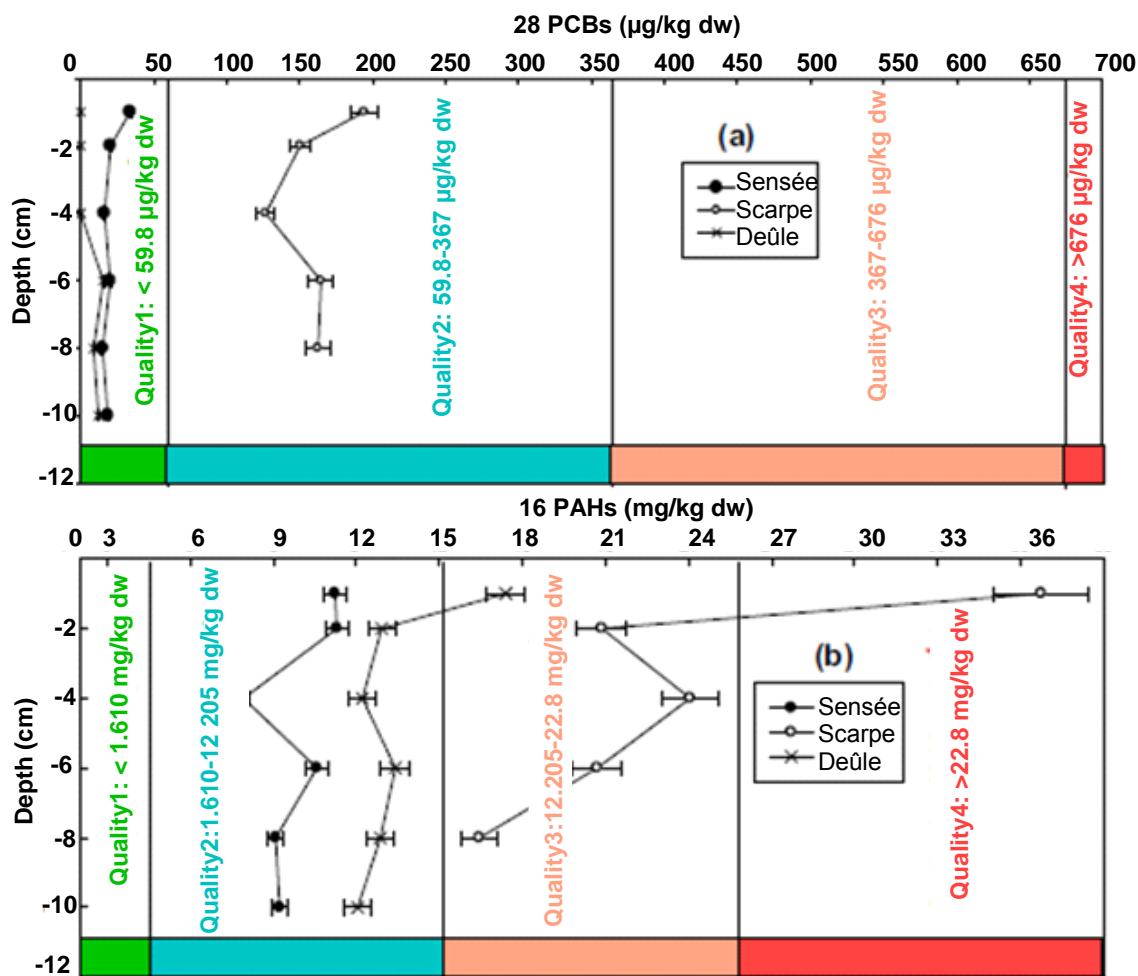 28 PCBs (µg/kg dw)
0 50 100 150 200 250 300 350 400 450 500 550 600 650 700
Depth (cm)
-2
-4
-6
-8
-10
-12
Quality1: < 59.8 µg/kg dw
Quality2: 59.8-367 µg/kg dw
Quality3: 367-676 µg/kg dw
Quality4: >676 µg/kg dw
(a)
Sensée
Scarpe
Deûle
16 PAHs (mg/kg dw)
0 3 6 9 12 15 18 21 24 27 30 33 36
Depth (cm)
-2
-4
-6
-8
-10
-12
Quality1: < 1.610 mg/kg dw
Quality2:1.610-12 205 mg/kg dw
Quality3:12.205-22.8 mg/kg dw
Quality4: >22.8 mg/kg dw
(b)
Sensée
Scarpe
Deûle